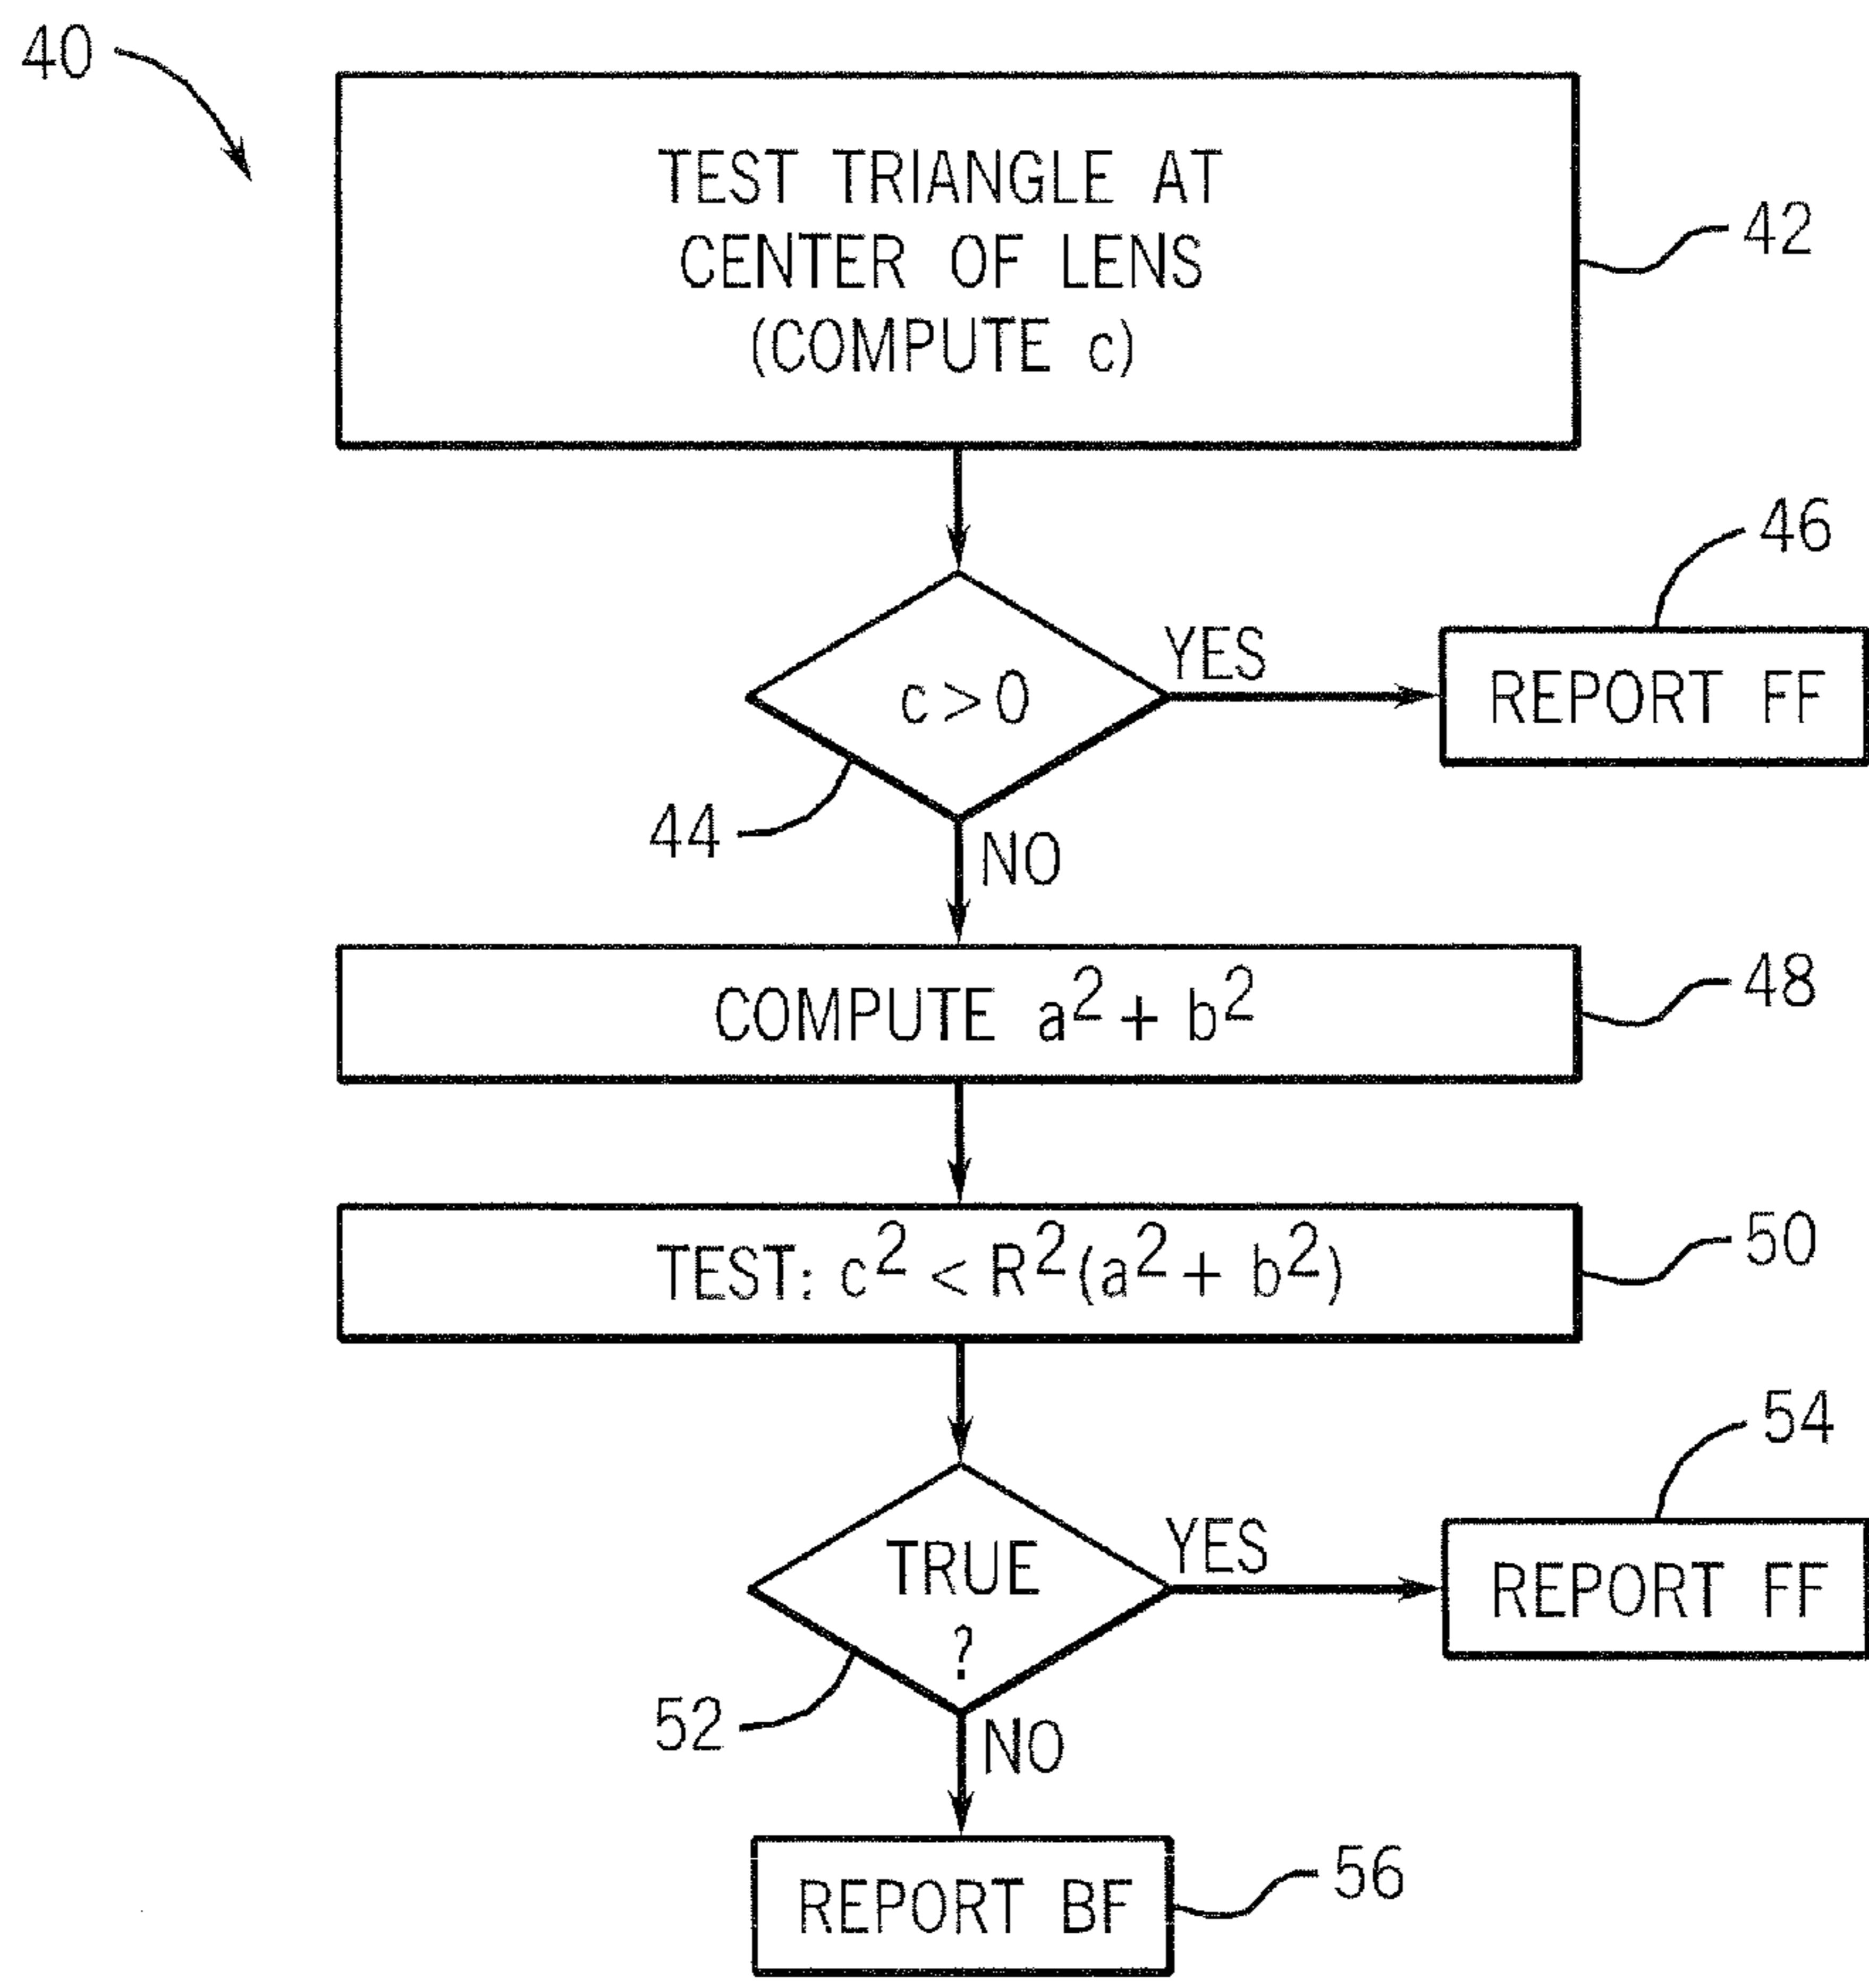 40
TEST TRIANGLE AT
CENTER OF LENS
(COMPUTE c)
42
46
YES
c > 0
REPORT FF
44
NO
COMPUTE a² + b²
48
TEST: c² < R²(a² + b²)
50
54
YES
TRUE
?
REPORT FF
52
NO
REPORT BF
56